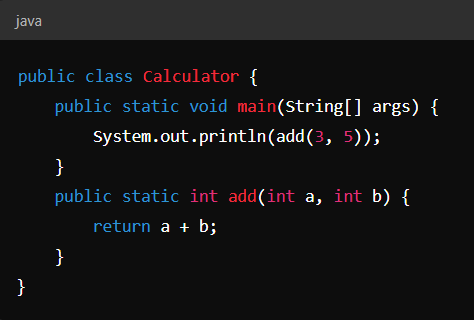 java
public class Calculator {
    public static void main(String[] args) {
        System.out.println(add(3, 5));
    }
    public static int add(int a, int b) {
        return a + b;
    }
}